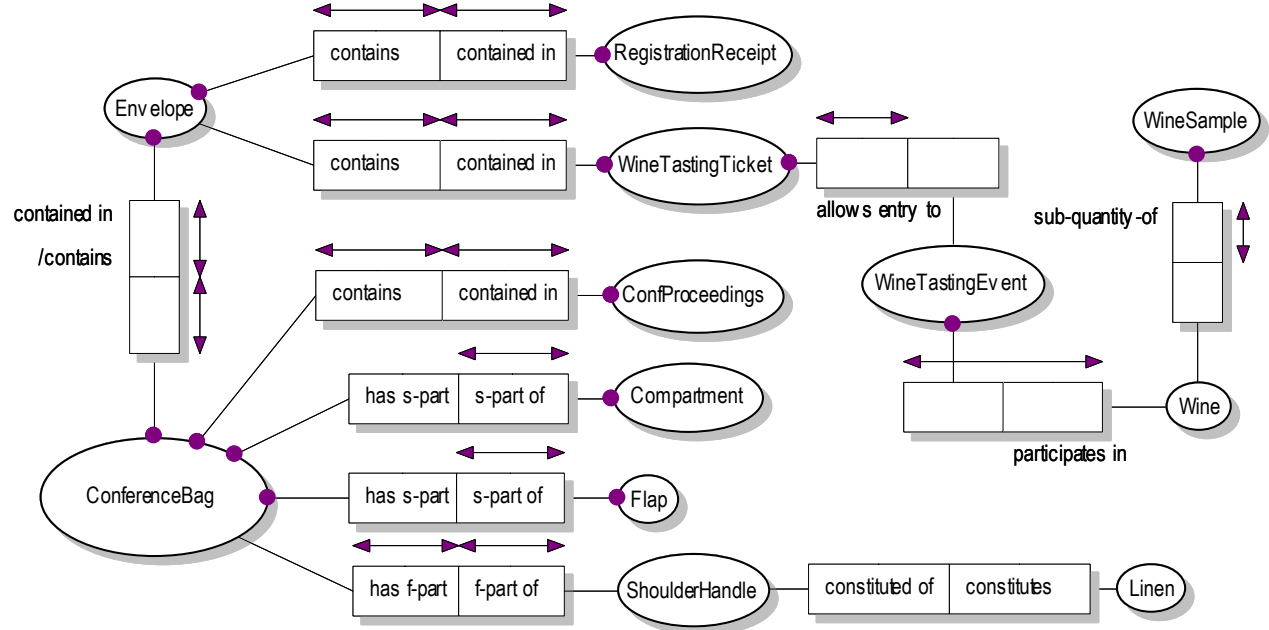 contains
contained in
RegistrationReceipt
Envelope
WineSample
contains
contained in
WineTastingTicket
allows entry to
contained in
/contains
sub-quantity-of
contains
contained in
ConfProceedings
WineTastingEvent
has s-part
s-part of
Compartment
Wine
participates in
ConferenceBag
has s-part
s-part of
Flap
has f-part
f-part of
ShoulderHandle
constituted of
constitutes
Linen